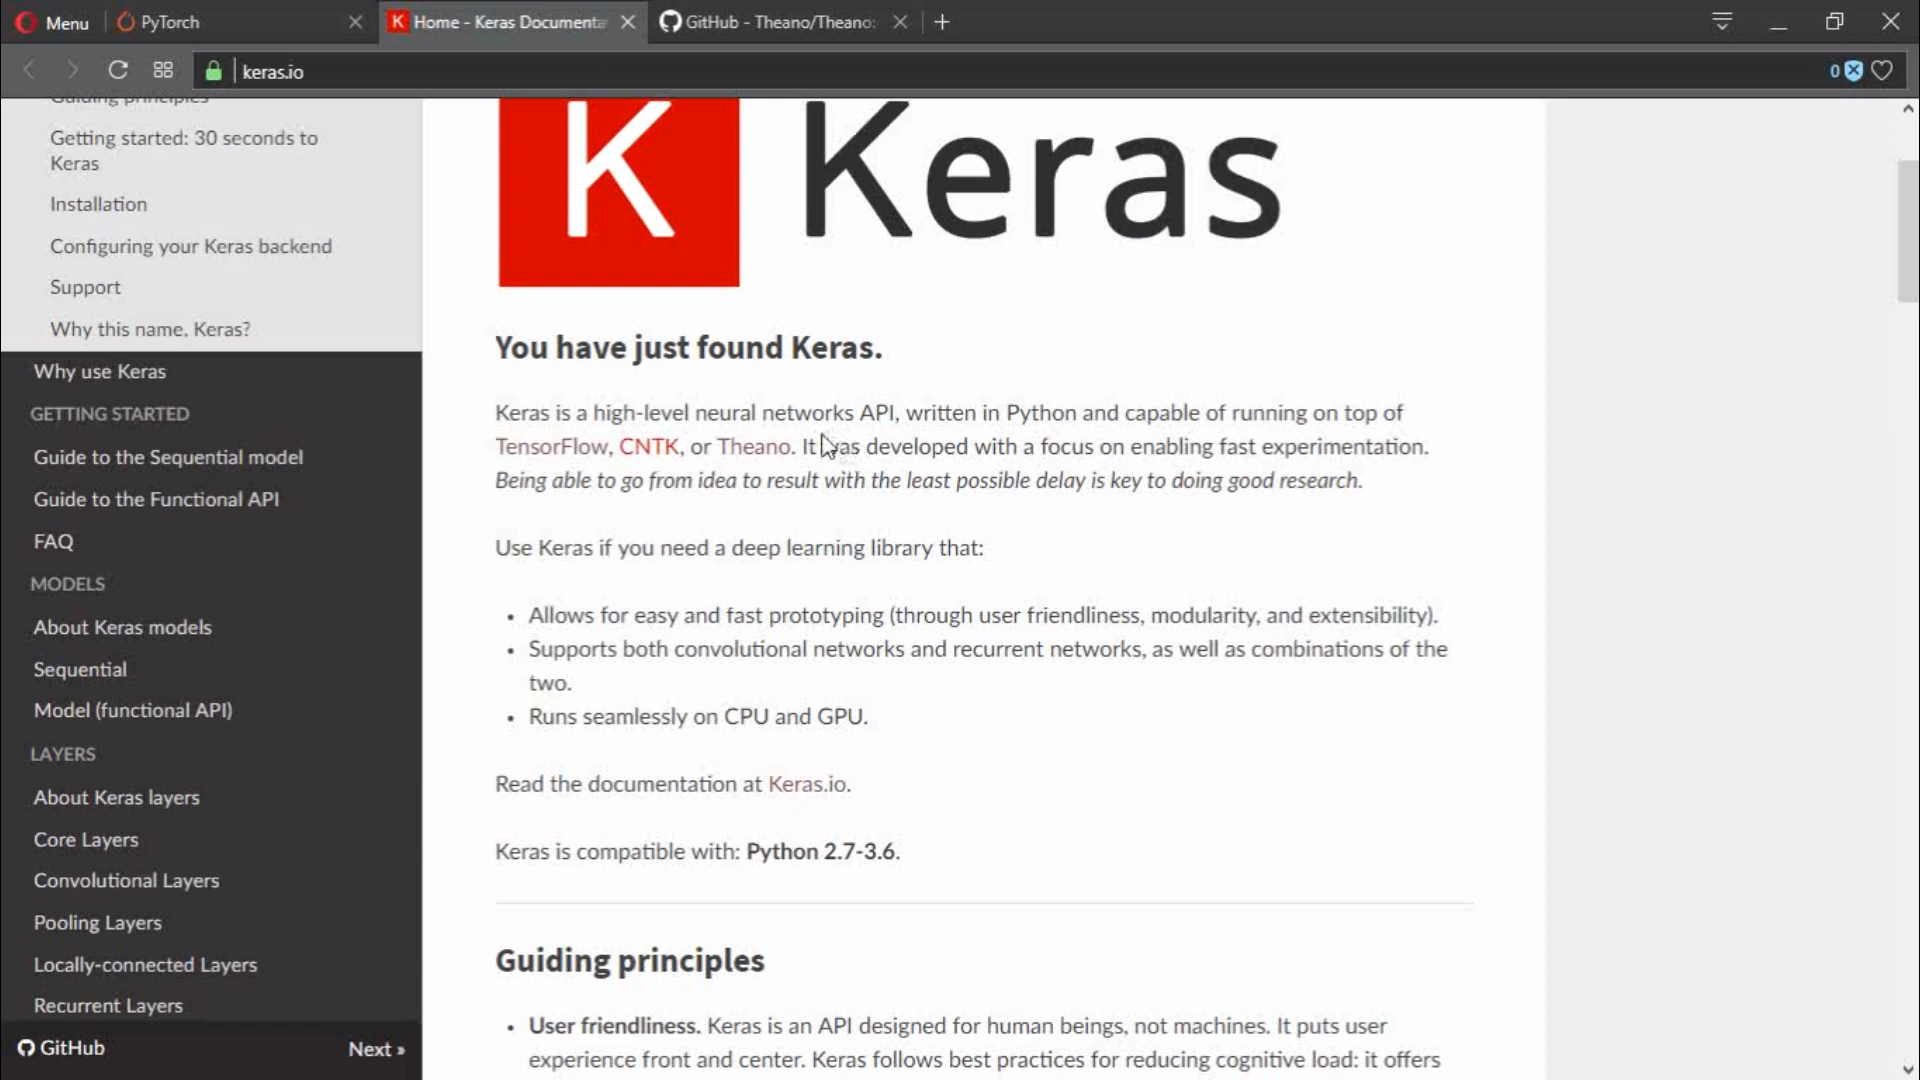 Menu
PyTorch
Home - Keras Documenta
GitHub - Theano/Theano:
keras.io
0
Guiding principles
Getting started: 30 seconds to
Keras
Installation
Configuring your Keras backend
Support
Why this name, Keras?
Why use Keras
GETTING STARTED
Guide to the Sequential model
Guide to the Functional API
FAQ
MODELS
About Keras models
Sequential
Model (functional API)
LAYERS
About Keras layers
Core Layers
Convolutional Layers
Pooling Layers
Locally-connected Layers
Recurrent Layers
GitHub
Next »
K Keras
You have just found Keras.
Keras is a high-level neural networks API, written in Python and capable of running on top of
TensorFlow, CNTK, or Theano. It was developed with a focus on enabling fast experimentation.
Being able to go from idea to result with the least possible delay is key to doing good research.
Use Keras if you need a deep learning library that:
• Allows for easy and fast prototyping (through user friendliness, modularity, and extensibility).
• Supports both convolutional networks and recurrent networks, as well as combinations of the
two.
• Runs seamlessly on CPU and GPU.
Read the documentation at Keras.io.
Keras is compatible with: Python 2.7-3.6.
Guiding principles
• User friendliness. Keras is an API designed for human beings, not machines. It puts user
experience front and center. Keras follows best practices for reducing cognitive load: it offers